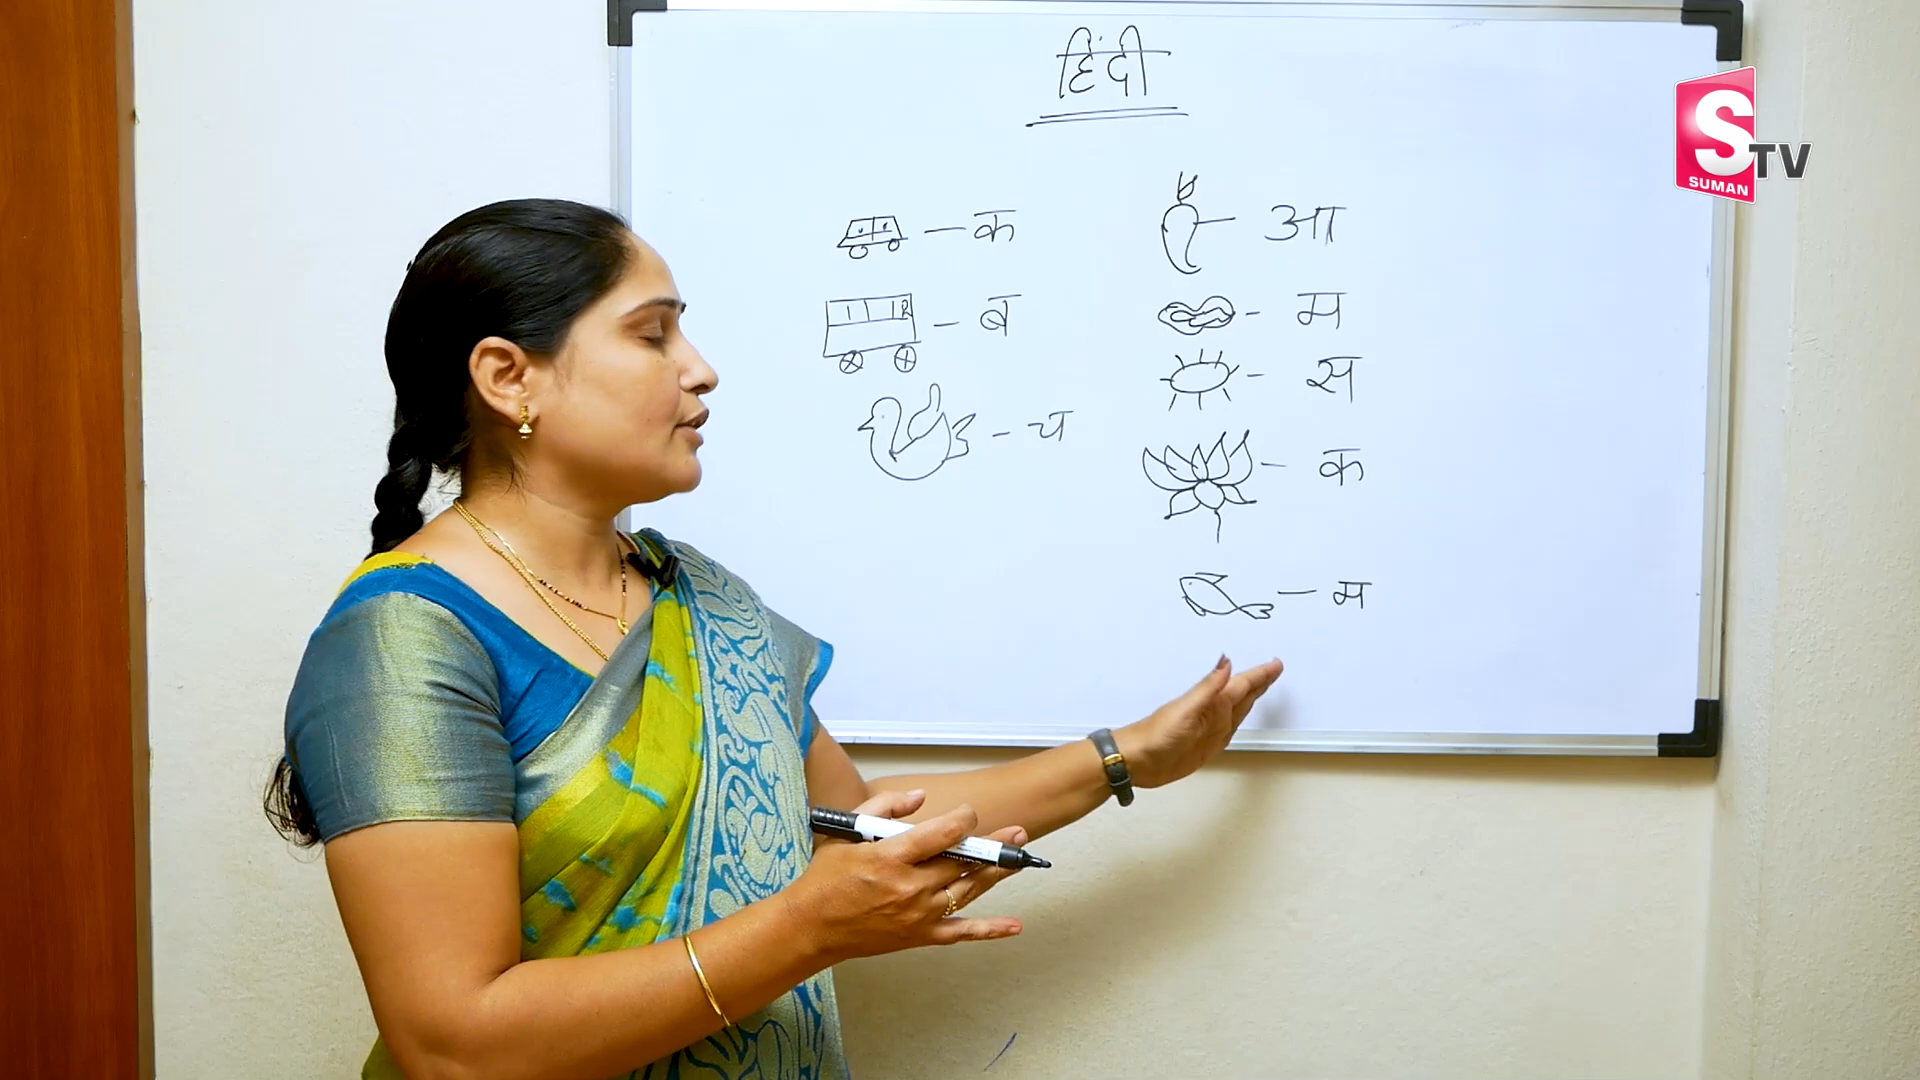 हिंदी
- क
- ब
- च
- आ
- म
- स
- क
- म
S TV
SUMAN